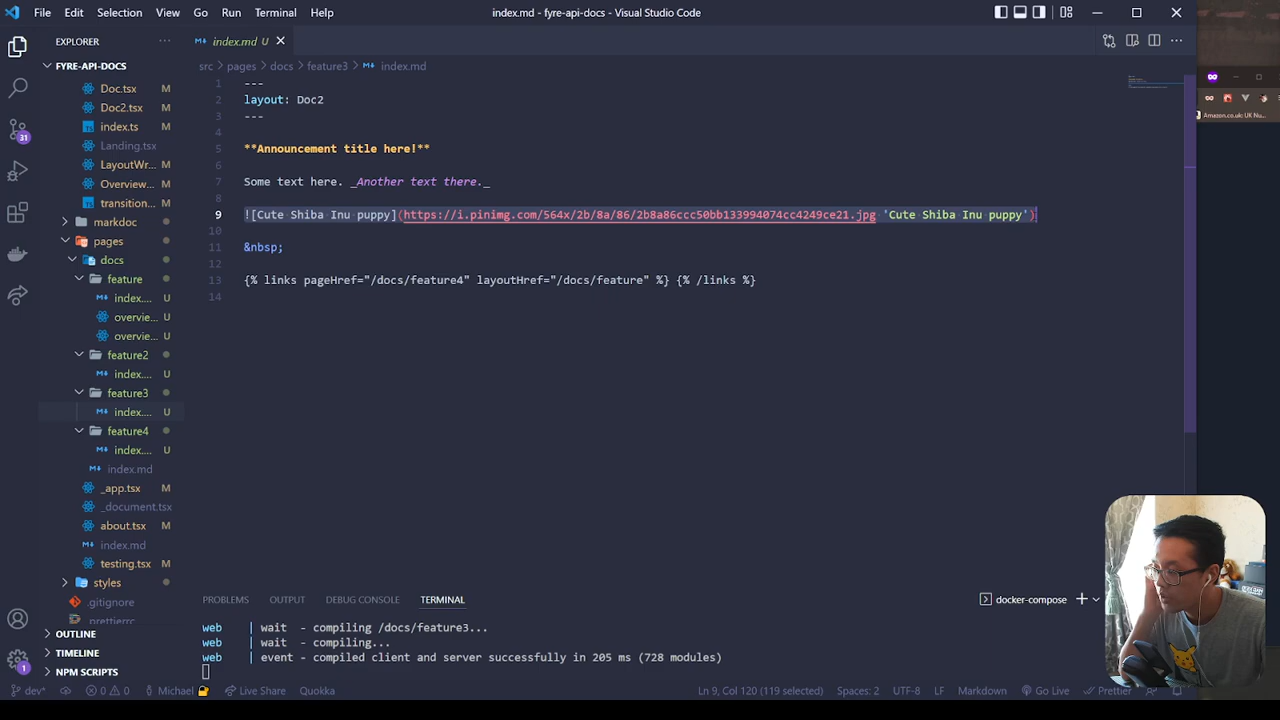 File Edit Selection View Go Run Terminal Help
index.md - fyre-api-docs - Visual Studio Code
EXPLORER
index.md U
FYRE-API-DOCS
src pages docs feature3 index.md
Doc.tsx M
Doc2.tsx M
index.ts M
Landing.tsx
LayoutWr... M
Overview... M
transition... M
markdoc
pages
docs
feature
index.... U
overvie... U
overvie... U
feature2
index.... U
feature3
index.... U
feature4
index.... U
index.md
_app.tsx M
_document.tsx
about.tsx M
index.md
testing.tsx M
styles
.gitignore
.prettierrc
OUTLINE
TIMELINE
NPM SCRIPTS
1 ---
2 layout: Doc2
3 ---
4
5 **Announcement title here!**
6
7 Some text here. _Another text there._
8
9 ![Cute Shiba Inu puppy](https://i.pinimg.com/564x/2b/8a/86/2b8a86ccc50bb133994074cc4249ce21.jpg 'Cute Shiba Inu puppy')
10
11 &nbsp;
12
13 {% links pageHref="/docs/feature4" layoutHref="/docs/feature" %} {% /links %}
14
31
1
Amazon.co.uk: UK Nu...
PROBLEMS OUTPUT DEBUG CONSOLE TERMINAL
docker-compose
web | wait - compiling /docs/feature3...
web | wait - compiling...
web | event - compiled client and server successfully in 205 ms (728 modules)
dev* 0 0 Michael Live Share Quokka
Ln 9, Col 120 (119 selected) Spaces: 2 UTF-8 LF Markdown Go Live Prettier